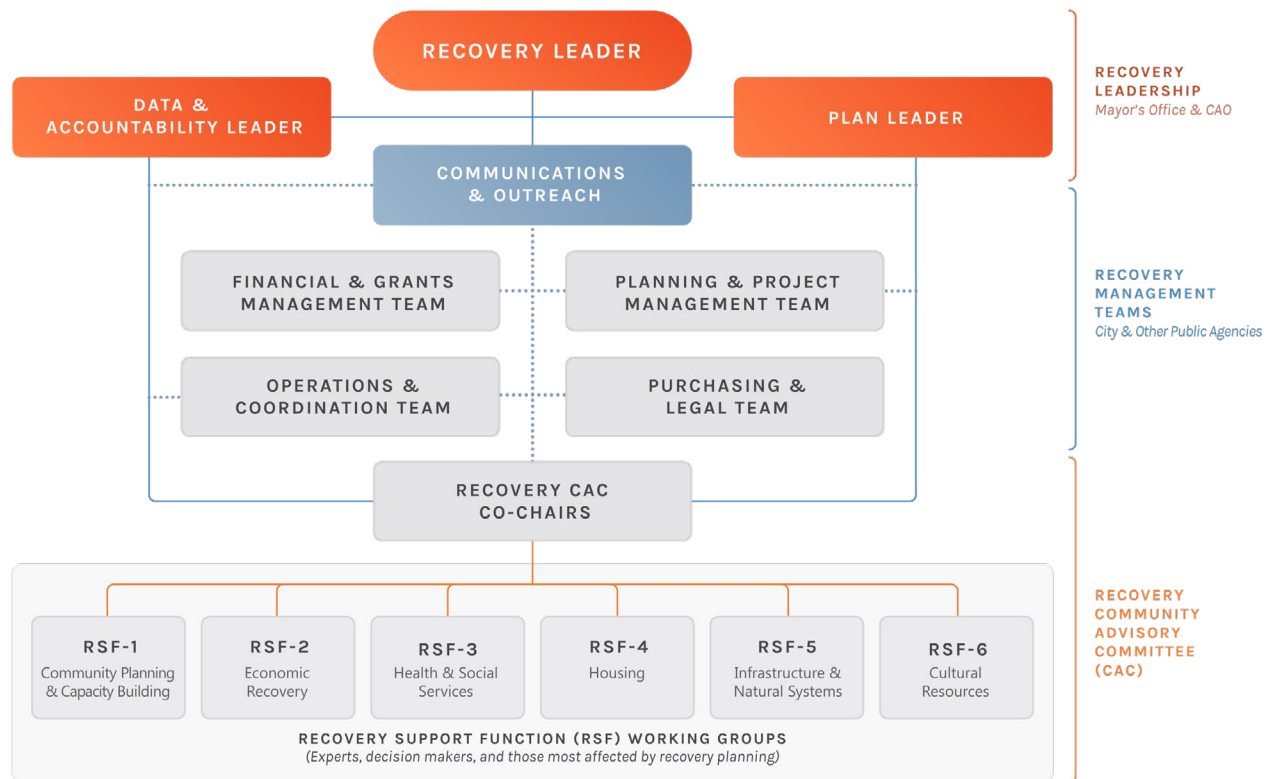 RECOVERY LEADER
DATA &
ACCOUNTABILITY LEADER
PLAN LEADER
RECOVERY
LEADERSHIP
Mayor's Office & CAO
COMMUNICATIONS
& OUTREACH
FINANCIAL & GRANTS
MANAGEMENT TEAM
PLANNING & PROJECT
MANAGEMENT TEAM
RECOVERY
MANAGEMENT
TEAMS
City & Other Public Agencies
OPERATIONS &
COORDINATION TEAM
PURCHASING &
LEGAL TEAM
RECOVERY CAC
CO-CHAIRS
RECOVERY
COMMUNITY
ADVISORY
COMMITTEE
(CAC)
RSF-1
Community Planning
& Capacity Building
RSF-2
Economic
Recovery
RSF-3
Health & Social
Services
RSF-4
Housing
RSF-5
Infrastructure &
Natural Systems
RSF-6
Cultural
Resources
RECOVERY SUPPORT FUNCTION (RSF) WORKING GROUPS
(Experts, decision makers, and those most affected by recovery planning)